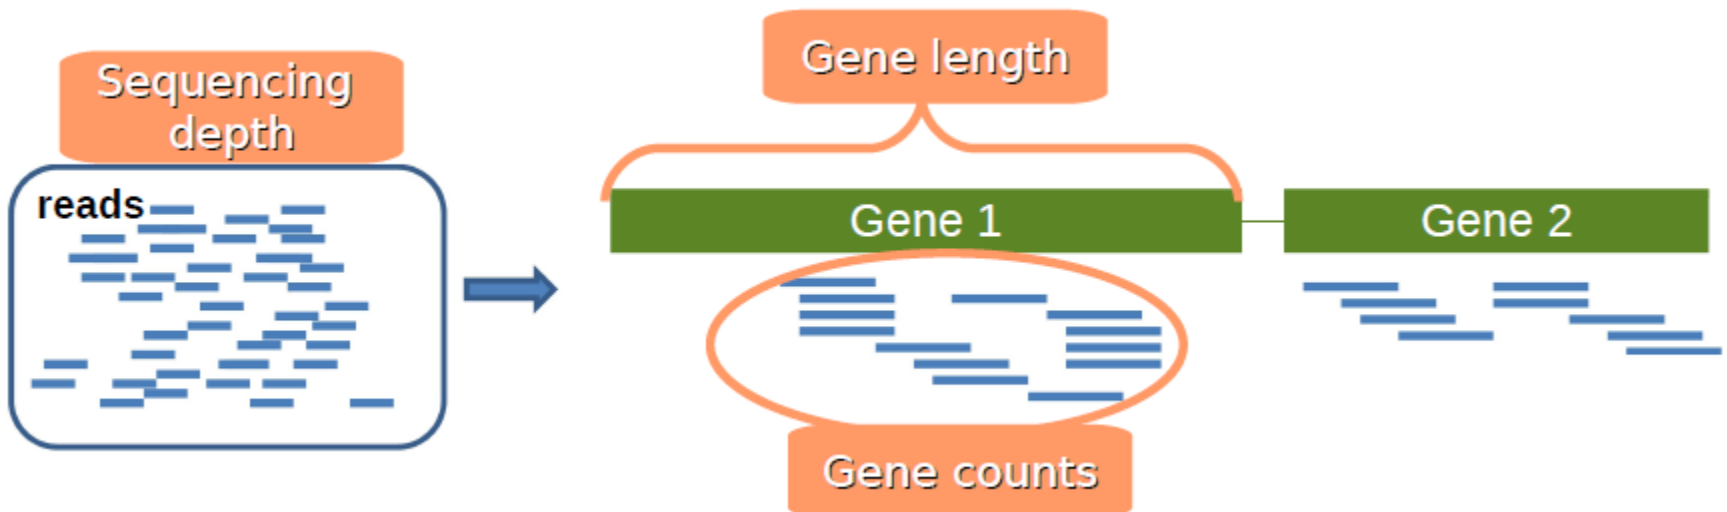 Sequencing
depth
reads
Gene length
Gene 1
Gene 2
Gene counts